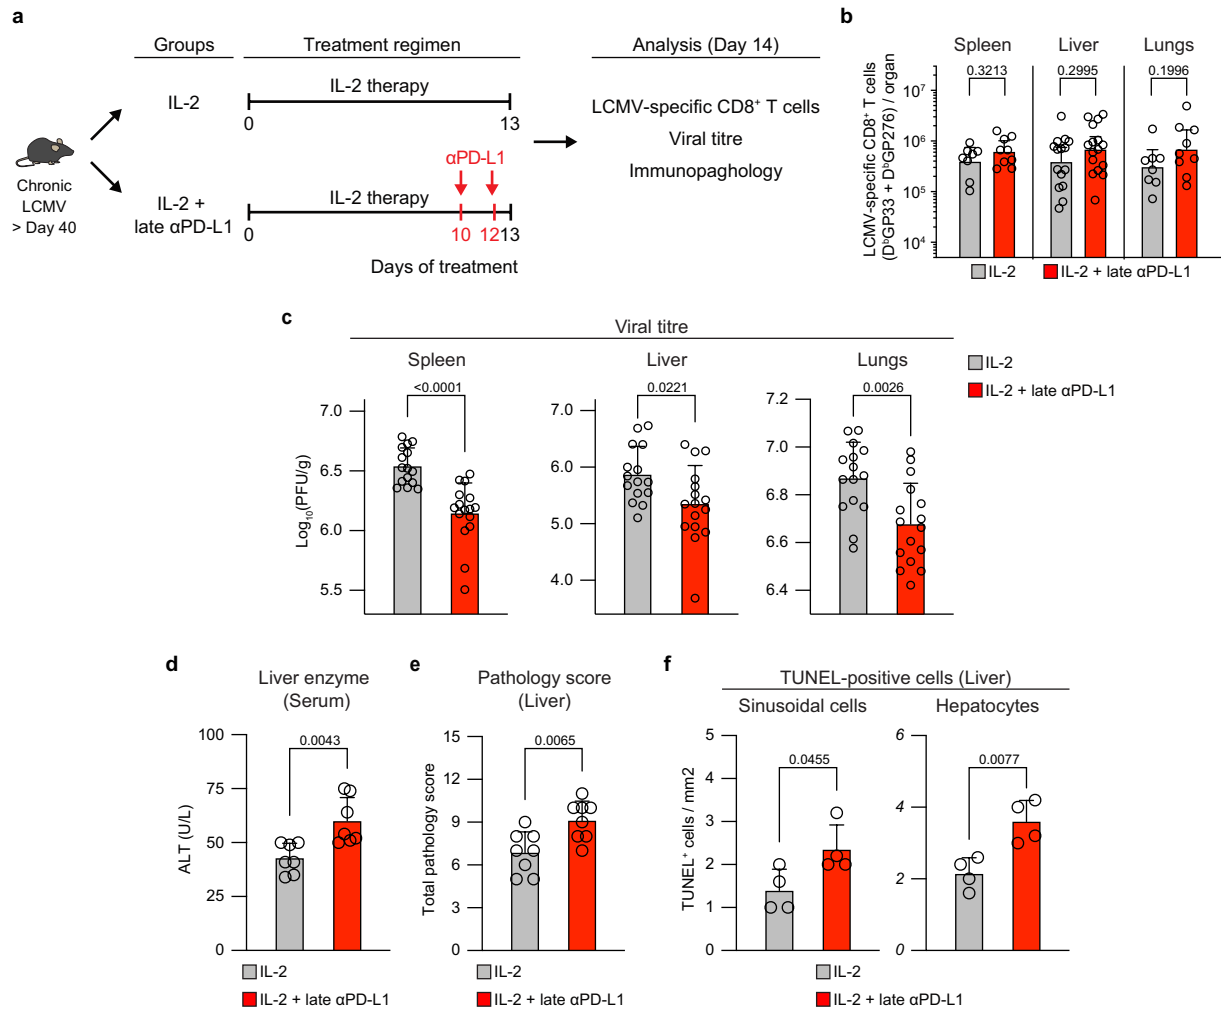 a
Groups
Treatment regimen
Analysis (Day 14)
IL-2
IL-2 therapy
0
13
Chronic
LCMV
> Day 40
αPD-L1
IL-2 +
late αPD-L1
IL-2 therapy
0
10
12
13
Days of treatment
LCMV-specific CD8⁺ T cells
Viral titre
Immunopaghology
b
Spleen
Liver
Lungs
0.3213
0.2995
0.1996
LCMV-specific CD8⁺ T cells
(DᵇGP33 + DᵇGP276) / organ
10⁷
10⁶
10⁵
10⁴
IL-2
IL-2 + late αPD-L1
c
Viral titre
Spleen
Liver
Lungs
IL-2
IL-2 + late αPD-L1
<0.0001
0.0221
0.0026
Log₁₀(PFU/g)
7.0
6.5
6.0
5.5
7.0
6.0
5.0
4.0
7.2
7.0
6.8
6.6
6.4
d
Liver enzyme
(Serum)
0.0043
ALT (U/L)
100
75
50
25
0
IL-2
IL-2 + late αPD-L1
e
Pathology score
(Liver)
0.0065
Total pathology score
15
12
9
6
3
0
IL-2
IL-2 + late αPD-L1
f
TUNEL-positive cells (Liver)
Sinusoidal cells
Hepatocytes
0.0455
0.0077
TUNEL⁺ cells / mm2
5
4
3
2
1
0
6
4
2
0
IL-2
IL-2 + late αPD-L1